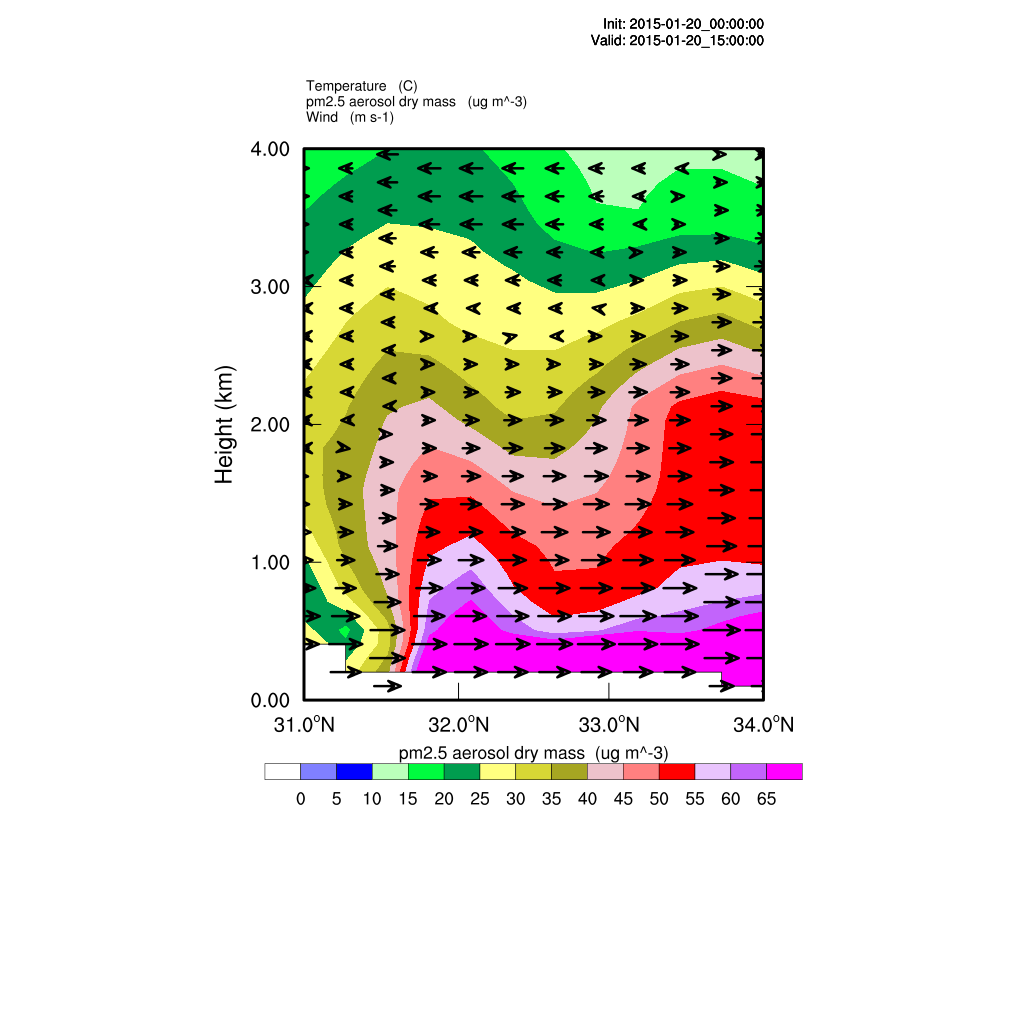 Init: 2015-01-20_00:00:00
Valid: 2015-01-20_15:00:00
Temperature (C)
pm2.5 aerosol dry mass (ug m^-3)
Wind (m s-1)
4.00
3.00
2.00
1.00
0.00
Height (km)
31.0°N 32.0°N 33.0°N 34.0°N
pm2.5 aerosol dry mass (ug m^-3)
0 5 10 15 20 25 30 35 40 45 50 55 60 65